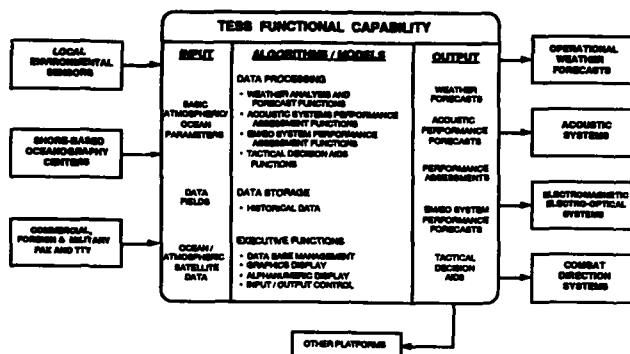 TESS FUNCTIONAL CAPABILITY
LOCAL
ENVIRONMENTAL
SENSORS
SHORE-BASED
OCEANOGRAPHY
CENTERS
COMMERCIAL,
FOREIGN & MILITARY
FAX AND TTY
INPUT
BASIC
ATMOSPHERIC/
OCEAN
PARAMETERS
DATA
FIELDS
OCEAN /
ATMOSPHERIC
SATELLITE
DATA
ALGORITHMS / MODELS
DATA PROCESSING
• WEATHER ANALYSIS AND
FORECAST FUNCTIONS
• ACOUSTIC SYSTEMS PERFORMANCE
ASSESSMENT FUNCTIONS
• EM/EO SYSTEM PERFORMANCE
ASSESSMENT FUNCTIONS
• TACTICAL DECISION AIDS
FUNCTIONS
DATA STORAGE
• HISTORICAL DATA
EXECUTIVE FUNCTIONS
• DATA BASE MANAGEMENT
• GRAPHICS DISPLAY
• ALPHANUMERIC DISPLAY
• INPUT / OUTPUT CONTROL
OUTPUT
WEATHER
FORECASTS
ACOUSTIC
PERFORMANCE
FORECASTS
PERFORMANCE
ASSESSMENTS
EM/EO SYSTEM
PERFORMANCE
FORECASTS
TACTICAL
DECISION
AIDS
OPERATIONAL
WEATHER
FORECASTS
ACOUSTIC
SYSTEMS
ELECTROMAGNETIC
ELECTRO-OPTICAL
SYSTEMS
COMBAT
DIRECTION
SYSTEMS
OTHER PLATFORMS